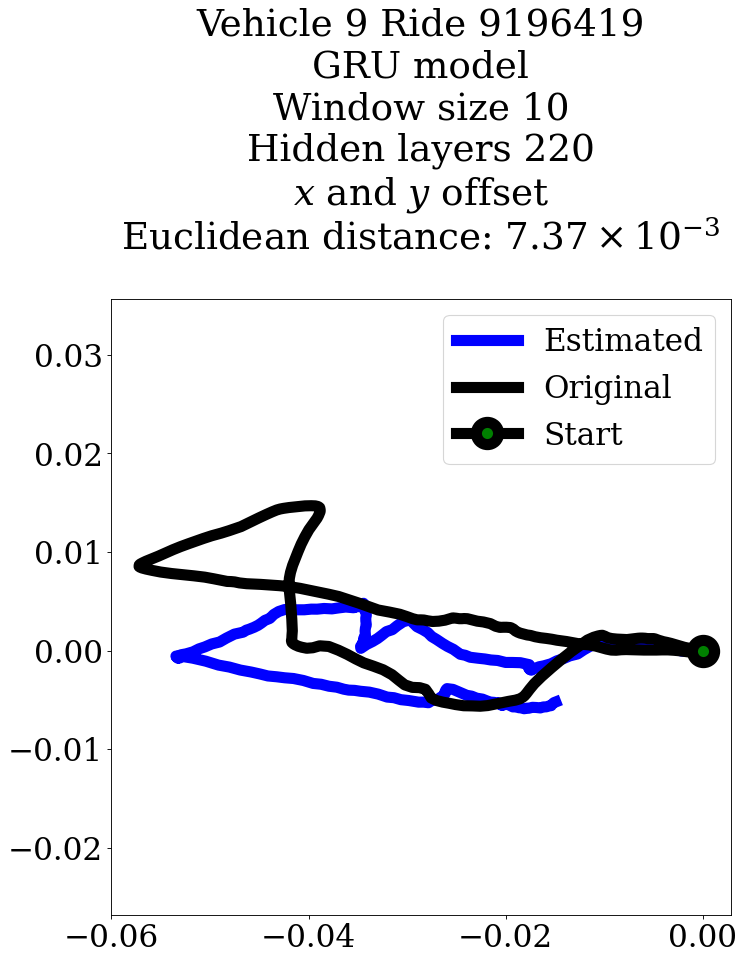 Vehicle 9 Ride 9196419
GRU model
Window size 10
Hidden layers 220
x and y offset
Euclidean distance: 7.37 × 10⁻³
Estimated
Original
Start
0.03
0.02
0.01
0.00
−0.01
−0.02
−0.06 −0.04 −0.02 0.00